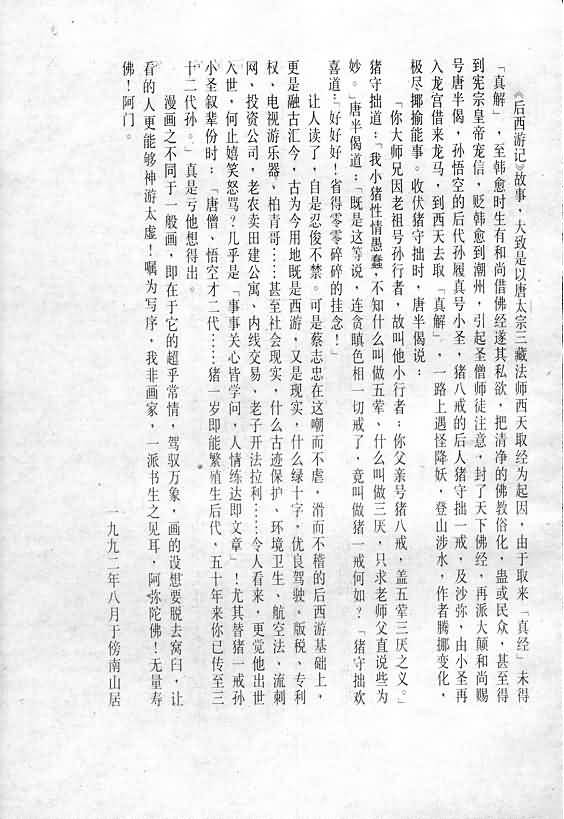 《后西游记》故事，大致是以唐太宗三藏法师西天取经为起因，由于取来「真经」未得
「真解」，至韩愈时生有和尚借佛经遂其私欲，把清净的佛教俗化，蛊或民众，甚至得
到宪宗皇帝宠信，贬韩愈到潮州，引起圣僧师徒注意，封了天下佛经，再派大颠和尚赐
号唐半偈，孙悟空的后代孙履真号小圣，猪八戒的后人猪守拙一戒，及沙弥，由小圣再
入龙宫借来龙马，到西天去取「真解」，一路上遇怪降妖，登山涉水，作者腾挪变化，
极尽揶揄能事。收伏猪守拙时，唐半偈说：
「你大师兄因老祖号孙行者，故叫他小行者；你父亲号猪八戒，盖五荤三厌之义。」
猪守拙道：「我小猪性情愚蠢，不知什么叫做五荤、什么叫做三厌，只求老师父直说些为
妙。」唐半偈道：「既是这等说，连贪瞋色相一切戒了，竟叫做猪一戒何如？「猪守拙欢
喜道：「好好好！省得零零碎碎的挂念！」
让人读了，自是忍俊不禁。可是蔡志忠在这嘲而不虐，滑而不稽的后西游基础上，
更是融古汇今，古为今用地既是西游，又是现实，什么绿十字，优良驾驶，版税、专利
权，电视游乐器、柏青哥……甚至社会现实，什么古迹保护、环境卫生、航空法，流刺
网，投资公司，老农卖田建公寓，内线交易，老子开法拉利……令人看来，更觉他出世
入世，何止嬉笑怒骂？几乎是「事事关心皆学问，人情练达即文章」！尤其替猪一戒孙
小圣叙辈份时：「唐僧、悟空才二代……猪一岁即能繁殖生后代，五十年来你已传至三
十二代孙。」真是亏他想得出。
漫画之不同于一般画，即在于它的超乎常情，驾驭万象，画的设想要脱去窝臼，让
看的人更能够神游太虚！嘱为写序，我非画家，一派书生之见耳，阿弥陀佛！无量寿
佛！阿门。
一九九二年八月于傍南山居